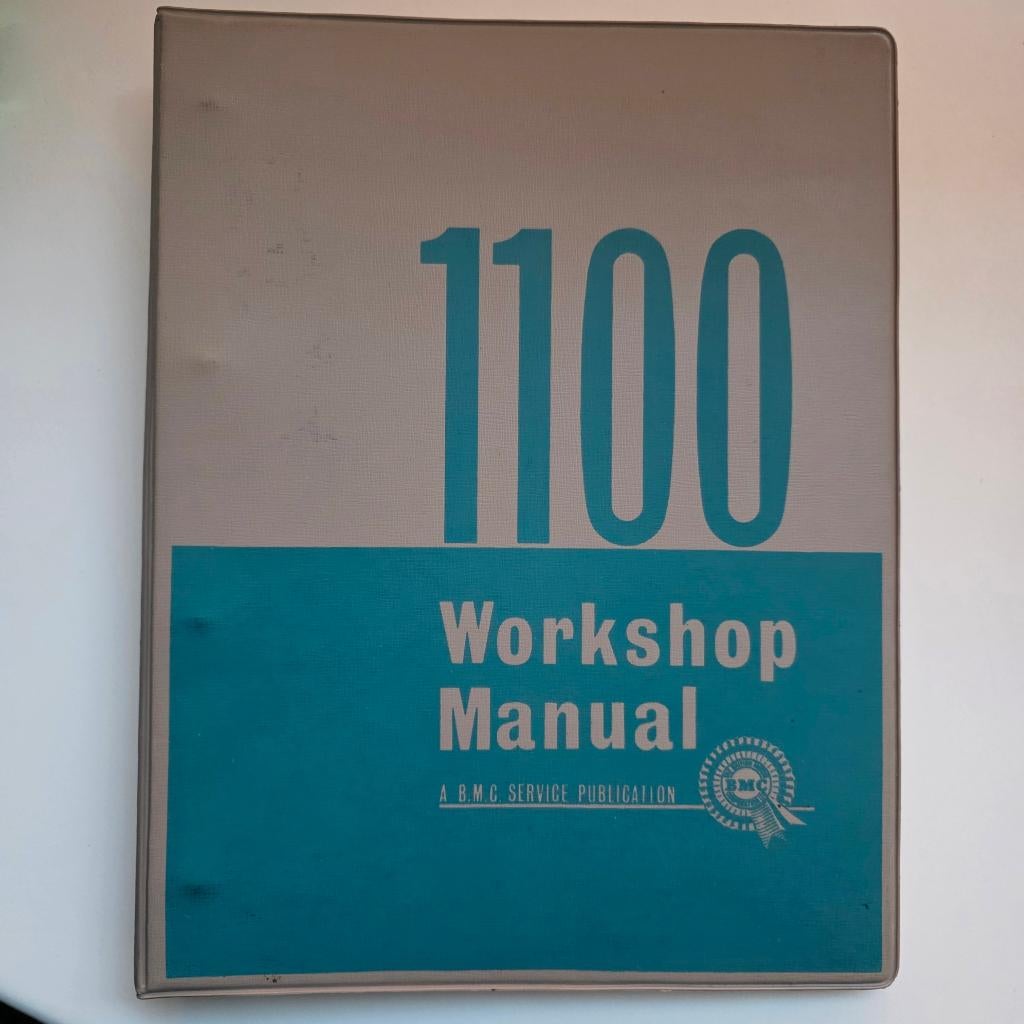 1100
Workshop
Manual
A B.M.C. SERVICE PUBLICATION
BMC